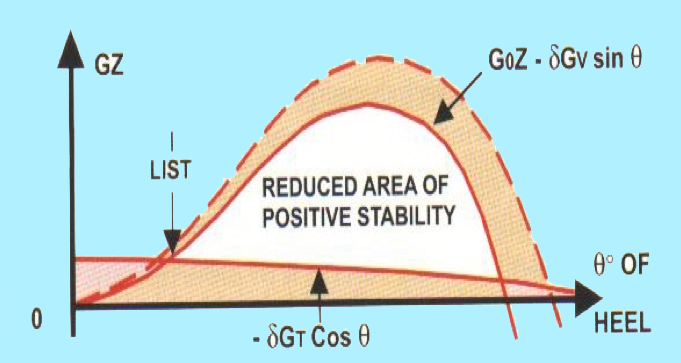 GZ
G0Z - δGV sin θ
LIST
REDUCED AREA OF
POSITIVE STABILITY
θ° OF
HEEL
0
- δGT Cos θ